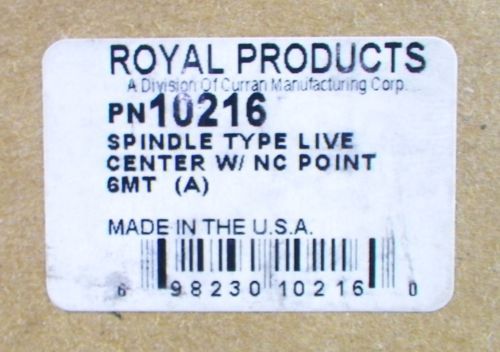 ROYAL PRODUCTS
A Division Of Curran Manufacturing Corp.
PN10216
SPINDLE TYPE LIVE
CENTER W/ NC POINT
6MT (A)
MADE IN THE U.S.A.
6 98230 10216 0